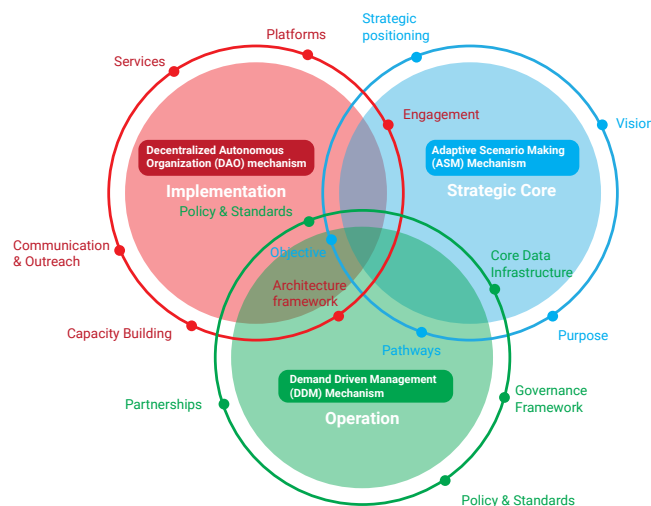 Strategic
positioning
Platforms
Services
Engagement
Vision
Decentralized Autonomous
Organization (DAO) mechanism
Adaptive Scenario Making
(ASM) Mechanism
Implementation
Strategic Core
Policy & Standards
Communication
& Outreach
Objective
Core Data
Infrastructure
Architecture
framework
Capacity Building
Pathways
Purpose
Demand Driven Management
(DDM) Mechanism
Operation
Partnerships
Governance
Framework
Policy & Standards